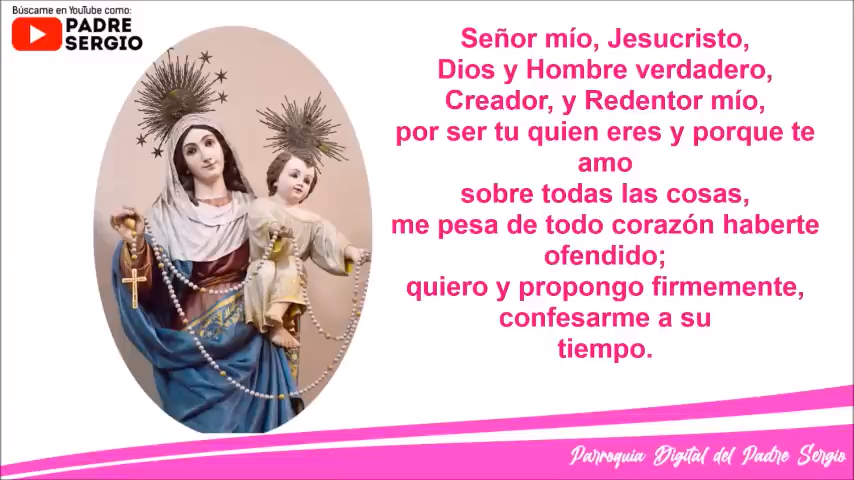 Búscame en YouTube como:
PADRE
SERGIO
Señor mío, Jesucristo,
Dios y Hombre verdadero,
Creador, y Redentor mío,
por ser tu quien eres y porque te
amo
sobre todas las cosas,
me pesa de todo corazón haberte
ofendido;
quiero y propongo firmemente,
confesarme a su
tiempo.
Parroquia Digital del Padre Sergio